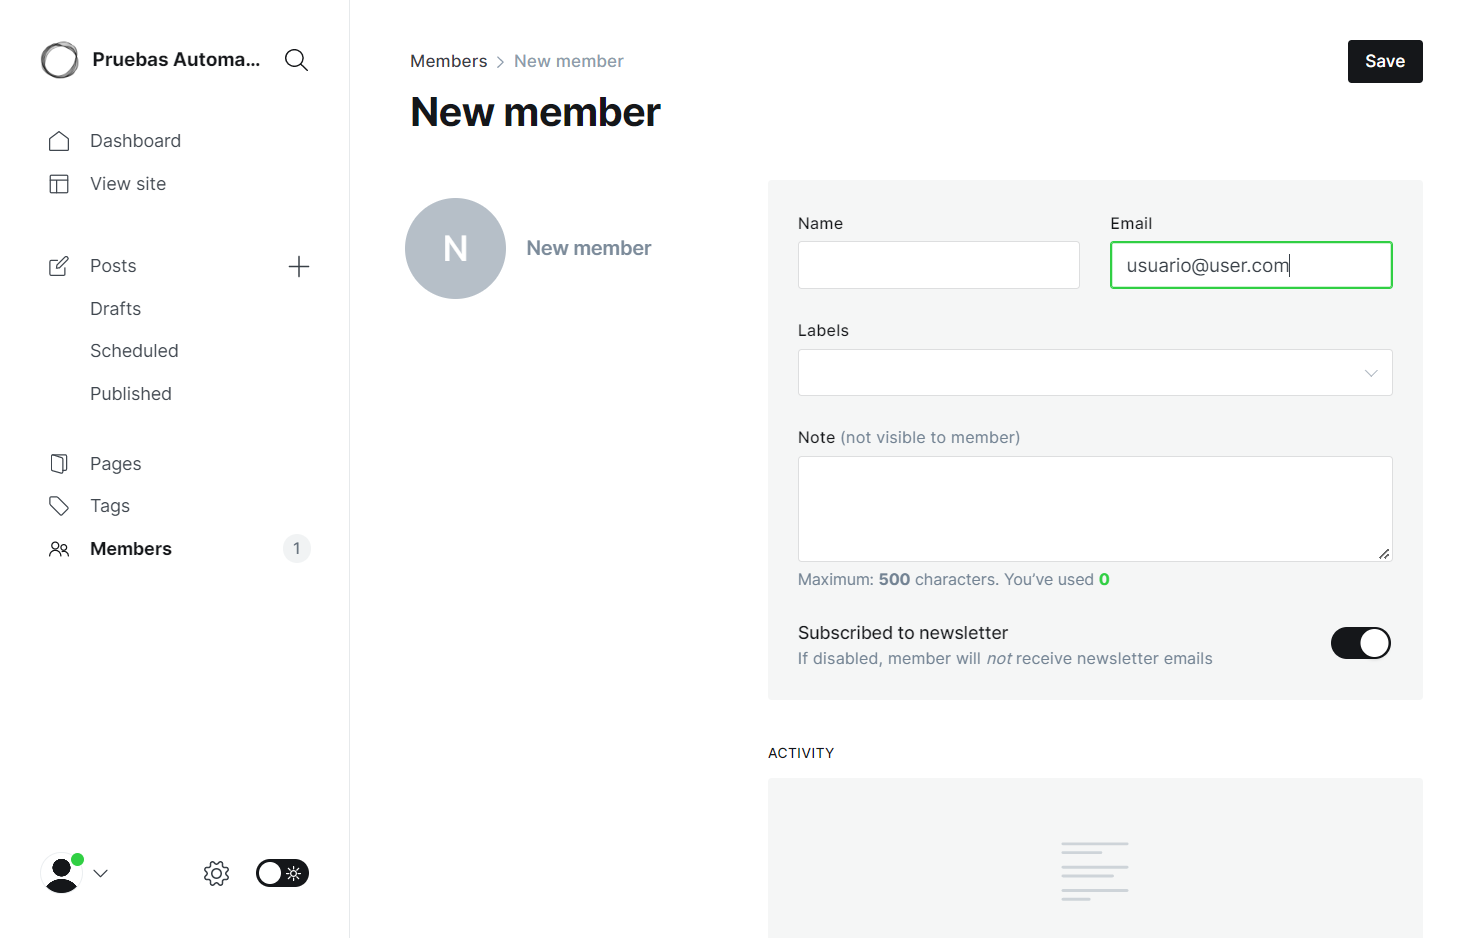 Pruebas Automa...
Dashboard
View site
Posts
Drafts
Scheduled
Published
Pages
Tags
Members 1
Members > New member
Save
New member
N
New member
Name
Email
usuario@user.com
Labels
Note (not visible to member)
Maximum: 500 characters. You’ve used 0
Subscribed to newsletter
If disabled, member will not receive newsletter emails
ACTIVITY